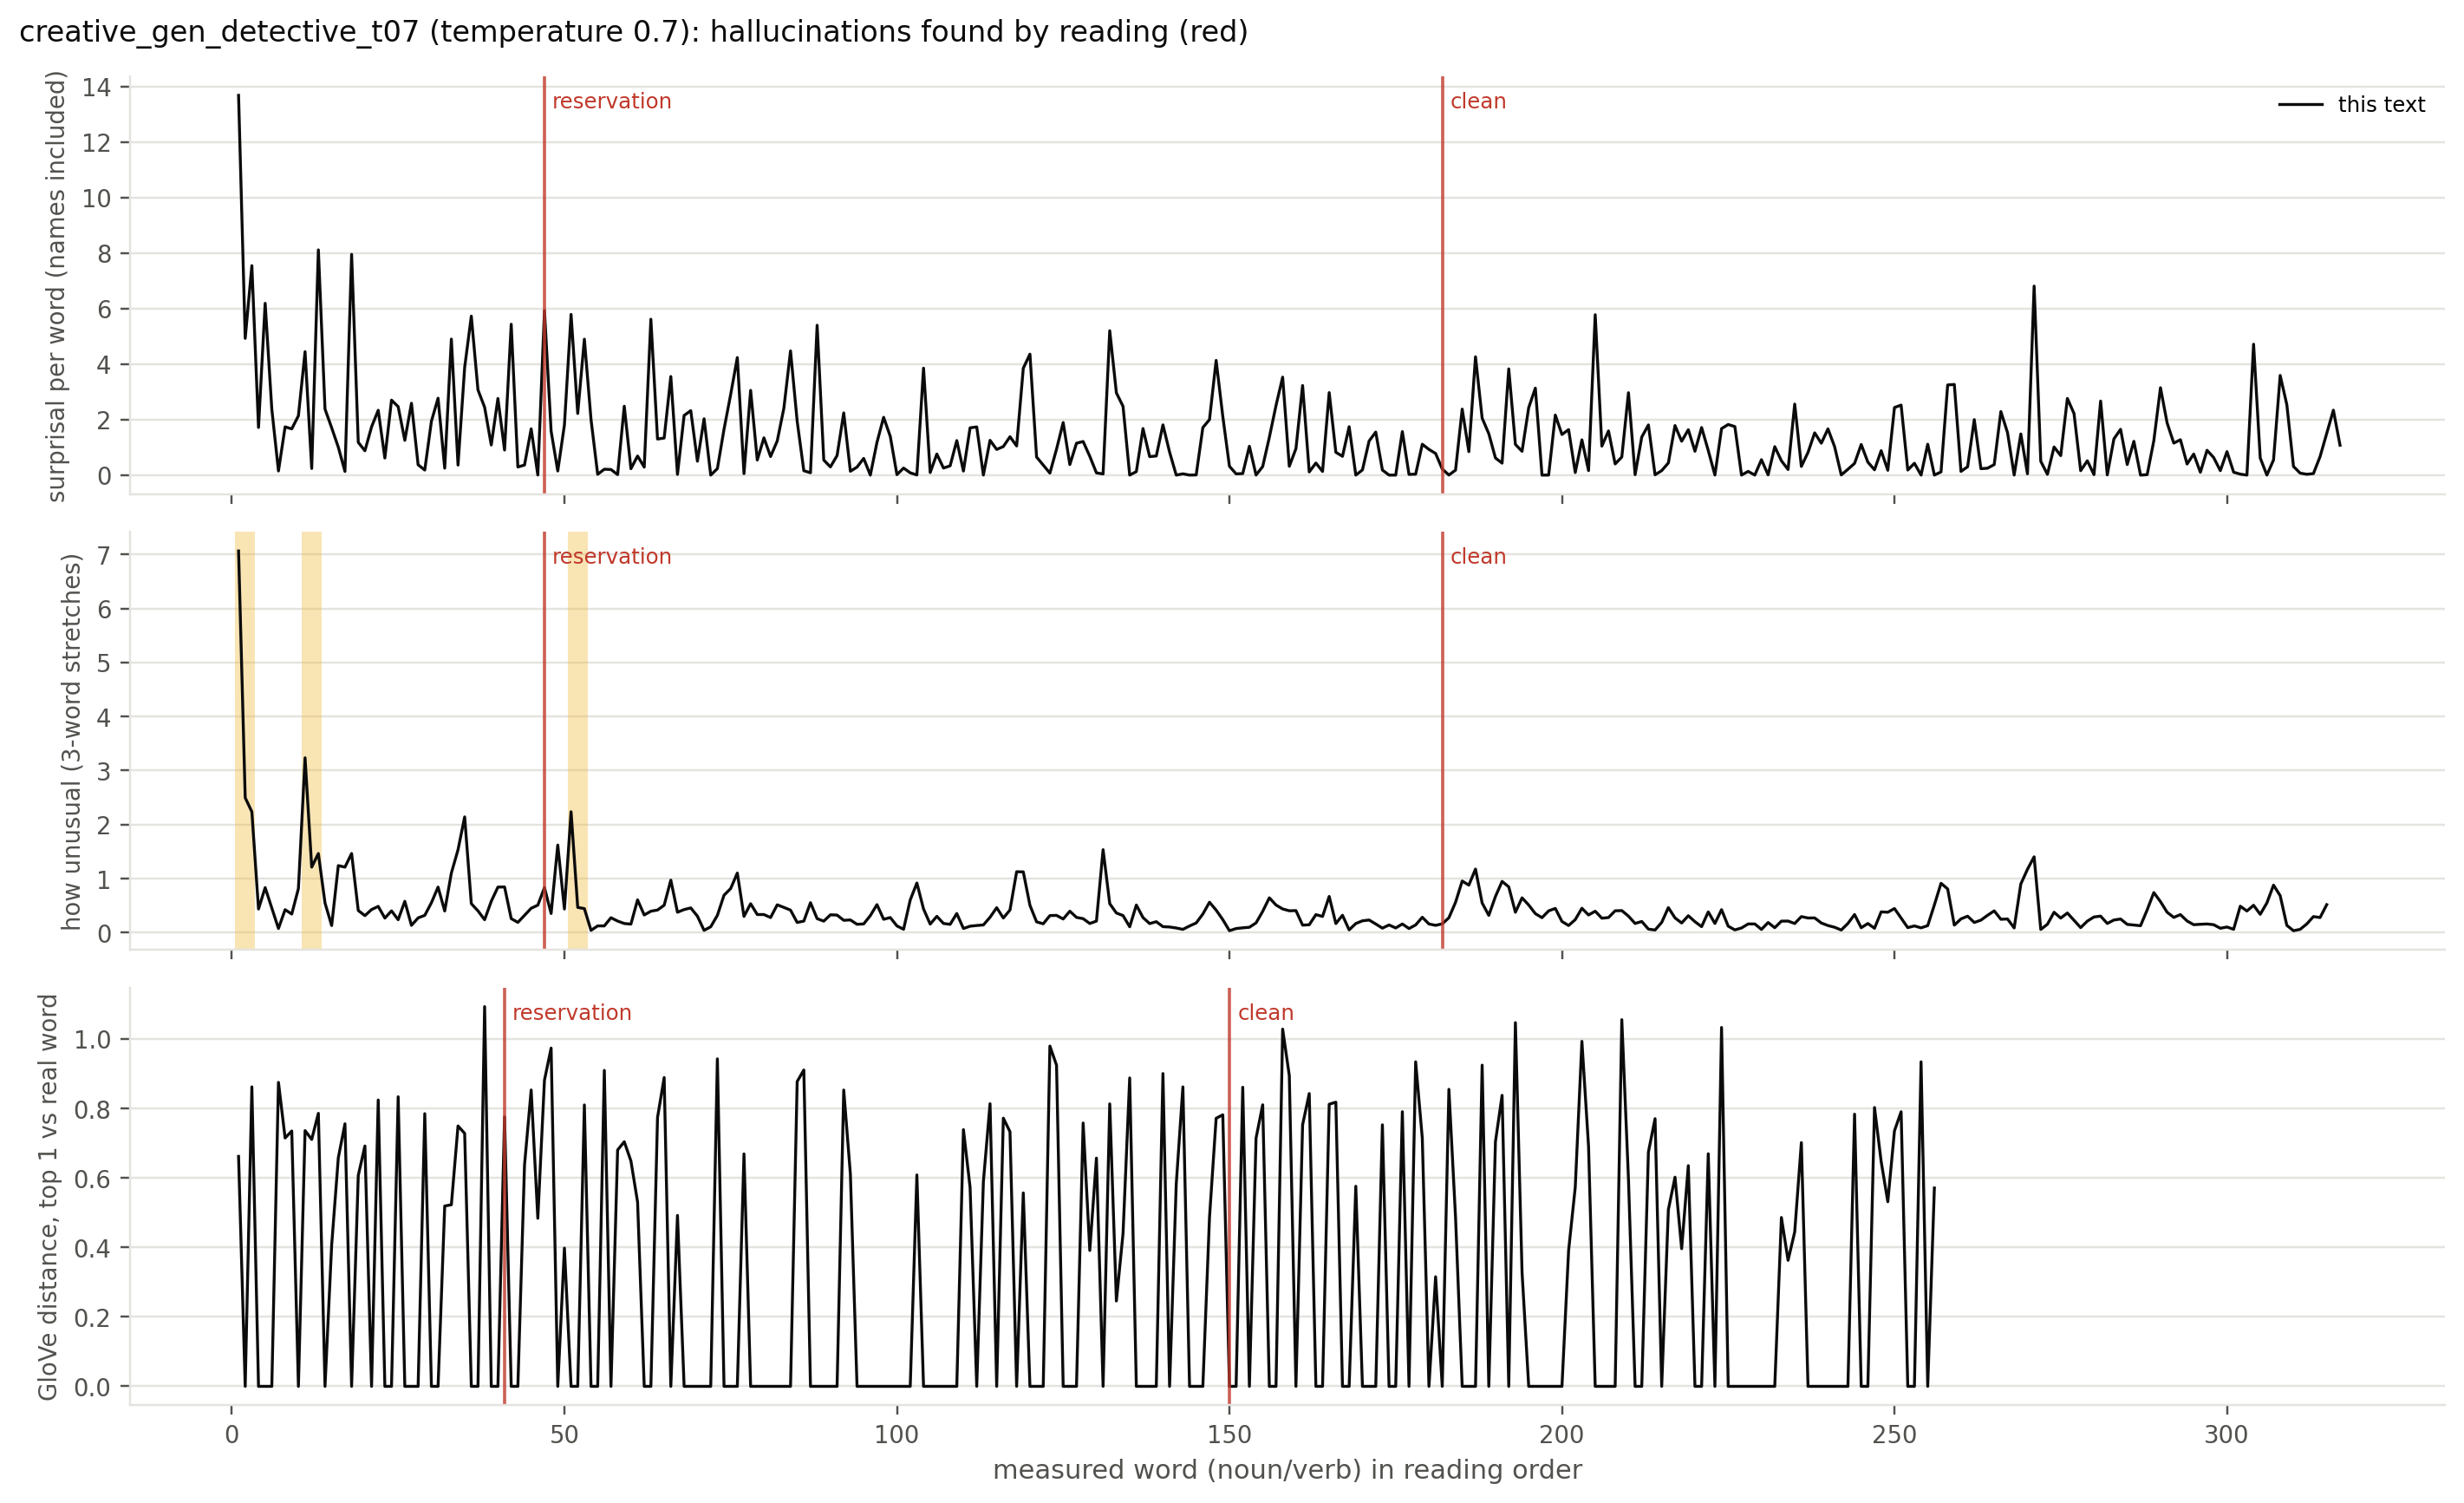 creative_gen_detective_t07 (temperature 0.7): hallucinations found by reading (red)
surprisal per word (names included)
14
12
10
8
6
4
2
0
reservation
clean
this text
how unusual (3-word stretches)
7
6
5
4
3
2
1
0
reservation
clean
GloVe distance, top 1 vs real word
1.0
0.8
0.6
0.4
0.2
0.0
reservation
clean
0 50 100 150 200 250 300
measured word (noun/verb) in reading order